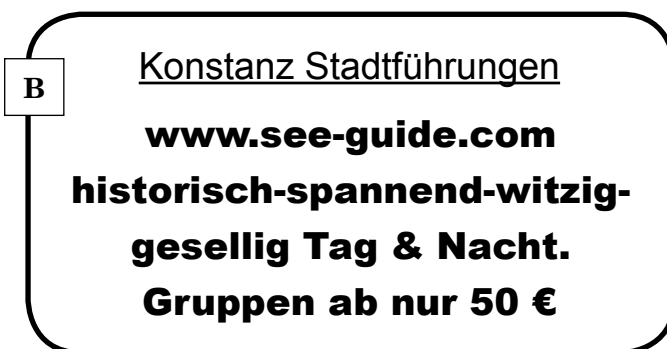 B
Konstanz Stadtführungen
www.see-guide.com
historisch-spannend-witzig-
gesellig Tag & Nacht.
Gruppen ab nur 50 €